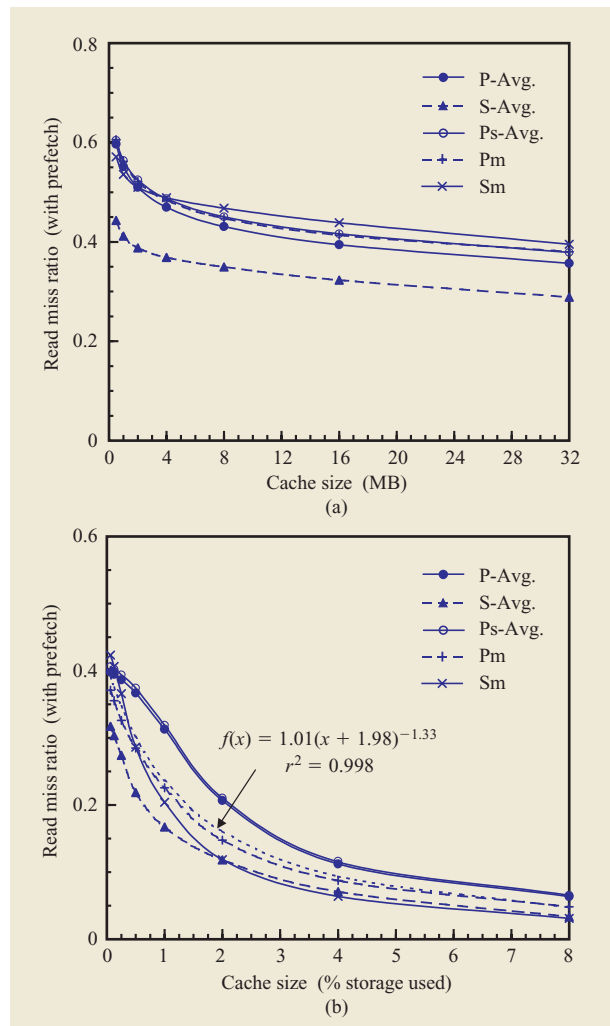 0.8
0.6
0.4
0.2
0
Read miss ratio (with prefetch)
P-Avg.
S-Avg.
Ps-Avg.
Pm
Sm
0 4 8 12 16 20 24 28 32
Cache size (MB)
(a)
0.6
0.4
0.2
0
Read miss ratio (with prefetch)
P-Avg.
S-Avg.
Ps-Avg.
Pm
Sm
f(x) = 1.01(x + 1.98)−1.33
r2 = 0.998
0 1 2 3 4 5 6 7 8
Cache size (% storage used)
(b)